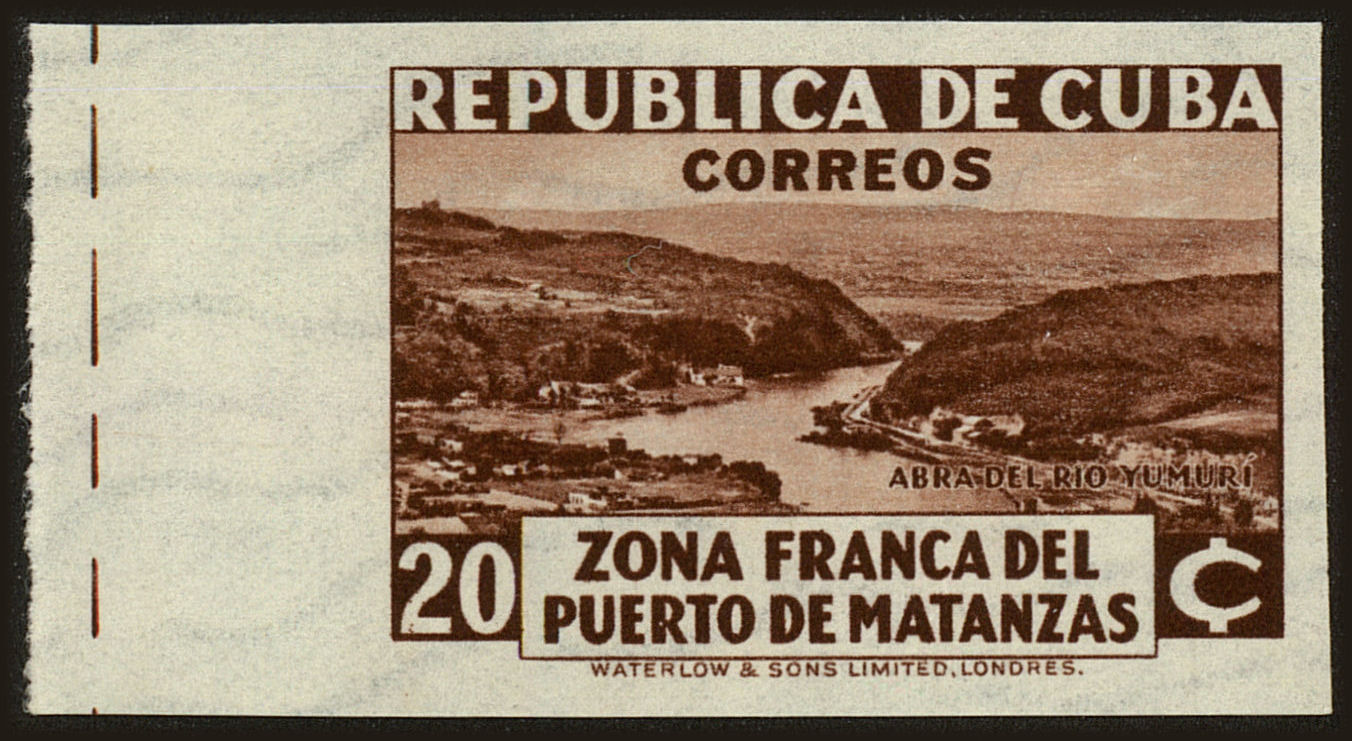 REPUBLICA DE CUBA
CORREOS
ABRA DEL RIO YUMURÍ
20 ¢
ZONA FRANCA DEL
PUERTO DE MATANZAS
WATERLOW & SONS LIMITED, LONDRES.